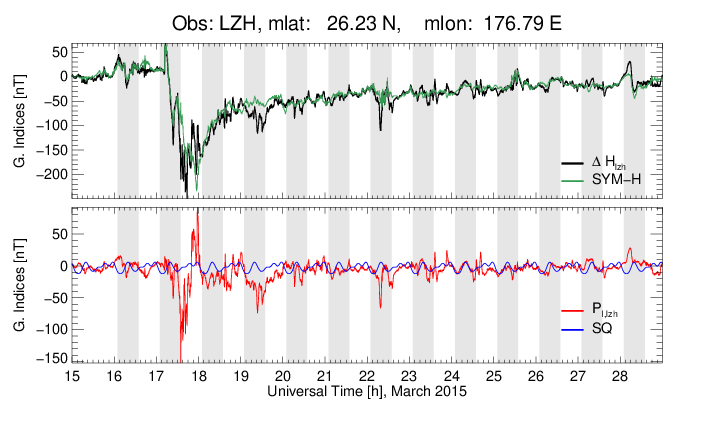 Obs: LZH, mlat: 26.23 N, mlon: 176.79 E
G. Indices [nT]
50
0
−50
−100
−150
−200
Δ H_lzh
SYM−H
G. Indices [nT]
50
0
−50
−100
−150
P_I,lzh
SQ
15 16 17 18 19 20 21 22 23 24 25 26 27 28
Universal Time [h], March 2015